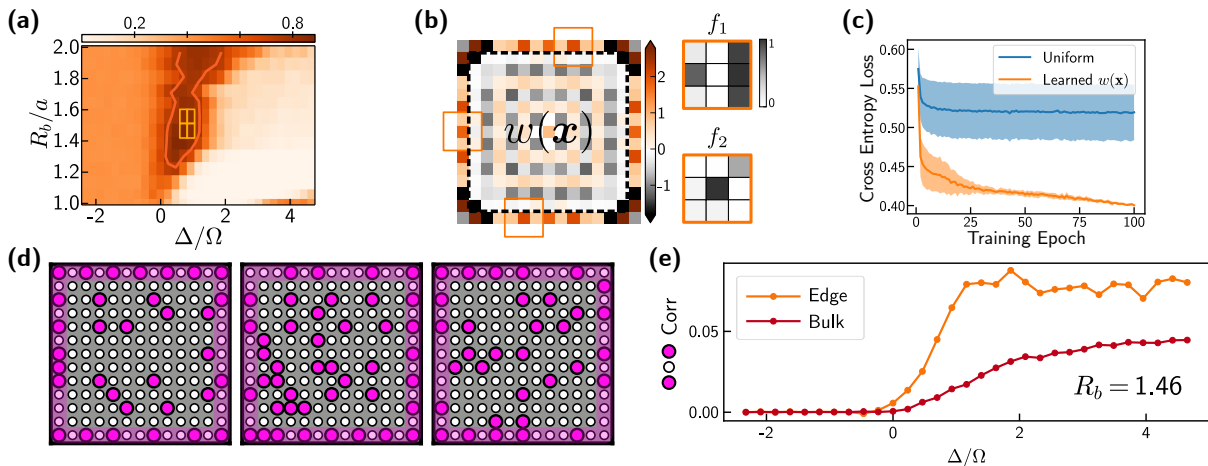 (a)
0.2 0.8
2.0
1.8
1.6
1.4
1.2
1.0
R_b/a
−2 0 2 4
Δ/Ω
(b)
w(x)
2
1
0
−1
f_1
1
0
f_2
(c)
0.60
0.55
0.50
0.45
0.40
Cross Entropy Loss
Uniform
Learned w(x)
0 25 50 75 100
Training Epoch
(d)
(e)
Corr
0.05
0.00
Edge
Bulk
R_b = 1.46
−2 0 2 4
Δ/Ω